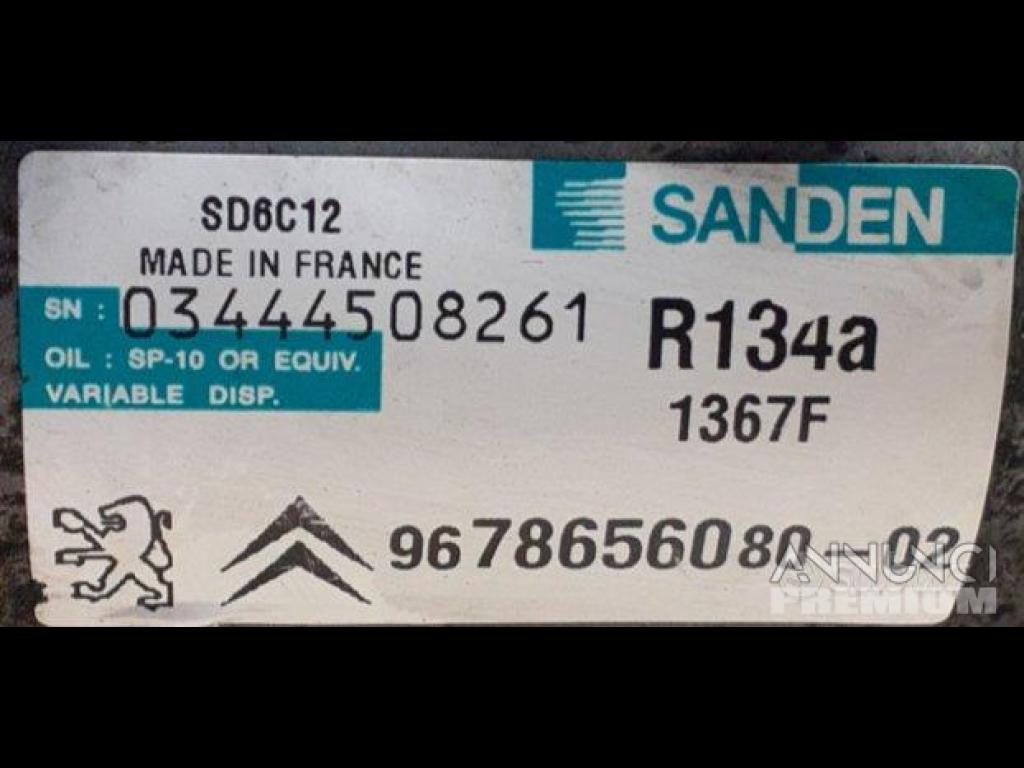 SD6C12
MADE IN FRANCE
SANDEN
SN : 03444508261
OIL : SP-10 OR EQUIV.
VARIABLE DISP.
R134a
1367F
9678656080-02
ANNUNCI
PREMIUM